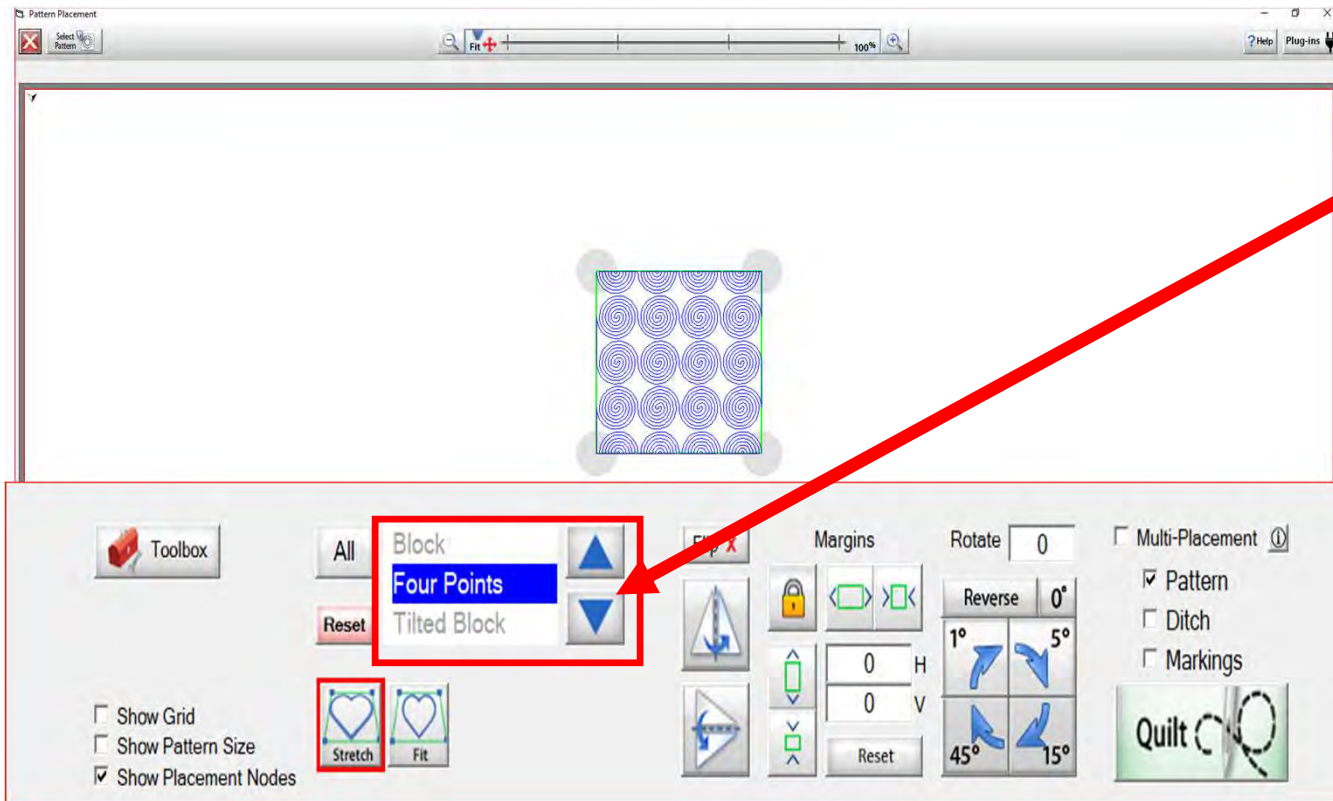 Pattern Placement
Select
Pattern
Fit
100%
?Help
Plug-ins
Toolbox
All
Block
Four Points
Tilted Block
Reset
Stretch
Fit
Show Grid
Show Pattern Size
Show Placement Nodes
Flip X
Margins
0 H
0 V
Reset
Rotate 0
Reverse 0°
1° 5°
45° 15°
Multi-Placement
Pattern
Ditch
Markings
Quilt